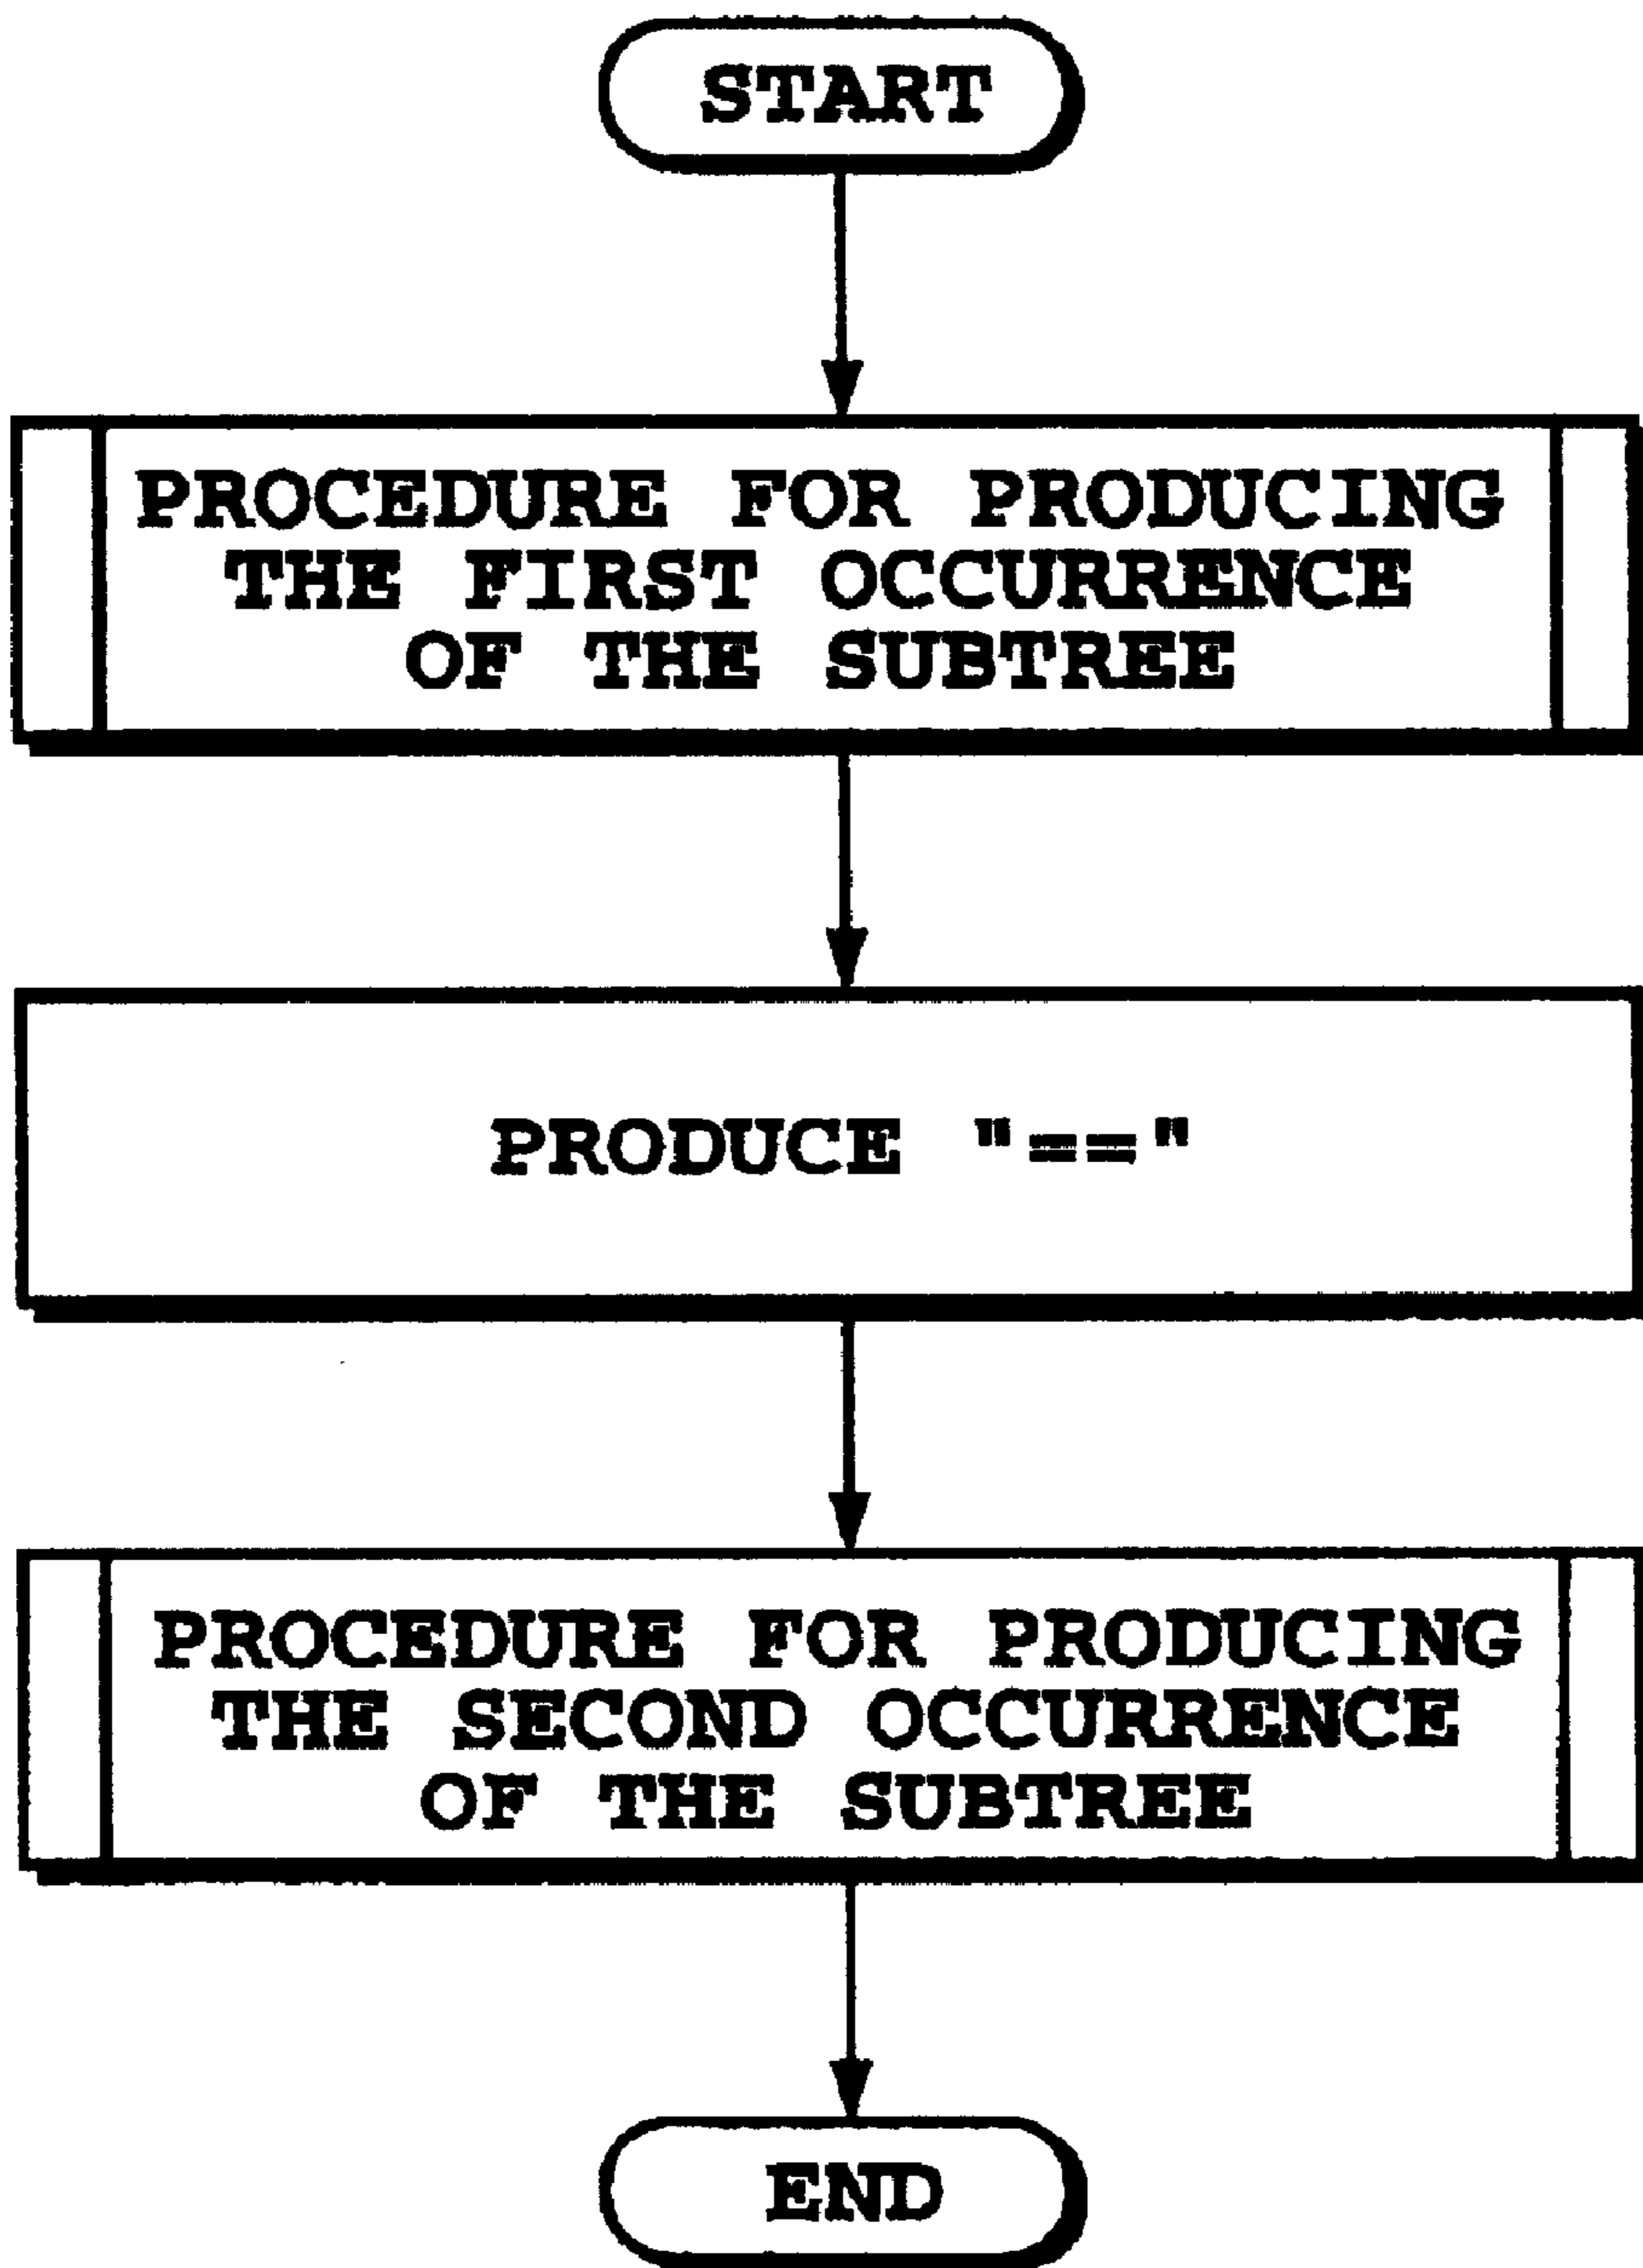 START
PROCEDURE FOR PRODUCING
THE FIRST OCCURRENCE
OF THE SUBTREE
PRODUCE "=="
PROCEDURE FOR PRODUCING
THE SECOND OCCURRENCE
OF THE SUBTREE
END